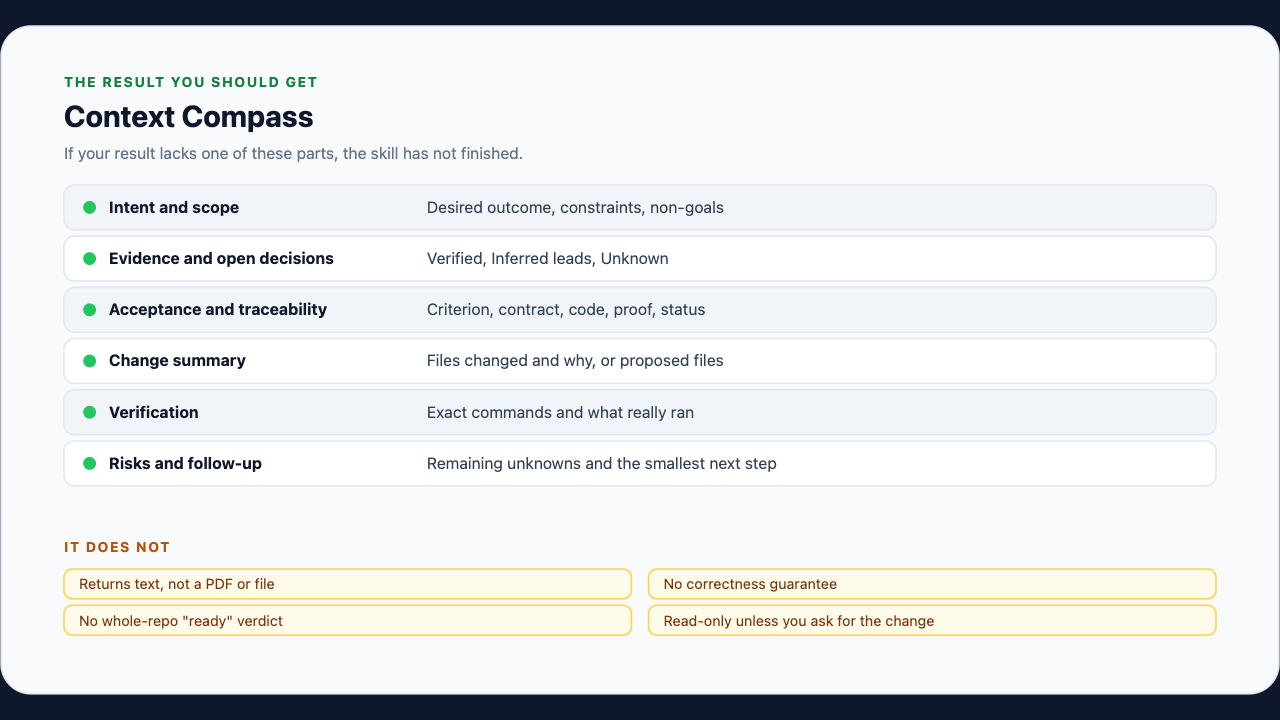 THE RESULT YOU SHOULD GET
Context Compass
If your result lacks one of these parts, the skill has not finished.
Intent and scope Desired outcome, constraints, non-goals
Evidence and open decisions Verified, Inferred leads, Unknown
Acceptance and traceability Criterion, contract, code, proof, status
Change summary Files changed and why, or proposed files
Verification Exact commands and what really ran
Risks and follow-up Remaining unknowns and the smallest next step
IT DOES NOT
Returns text, not a PDF or file No correctness guarantee
No whole-repo "ready" verdict Read-only unless you ask for the change